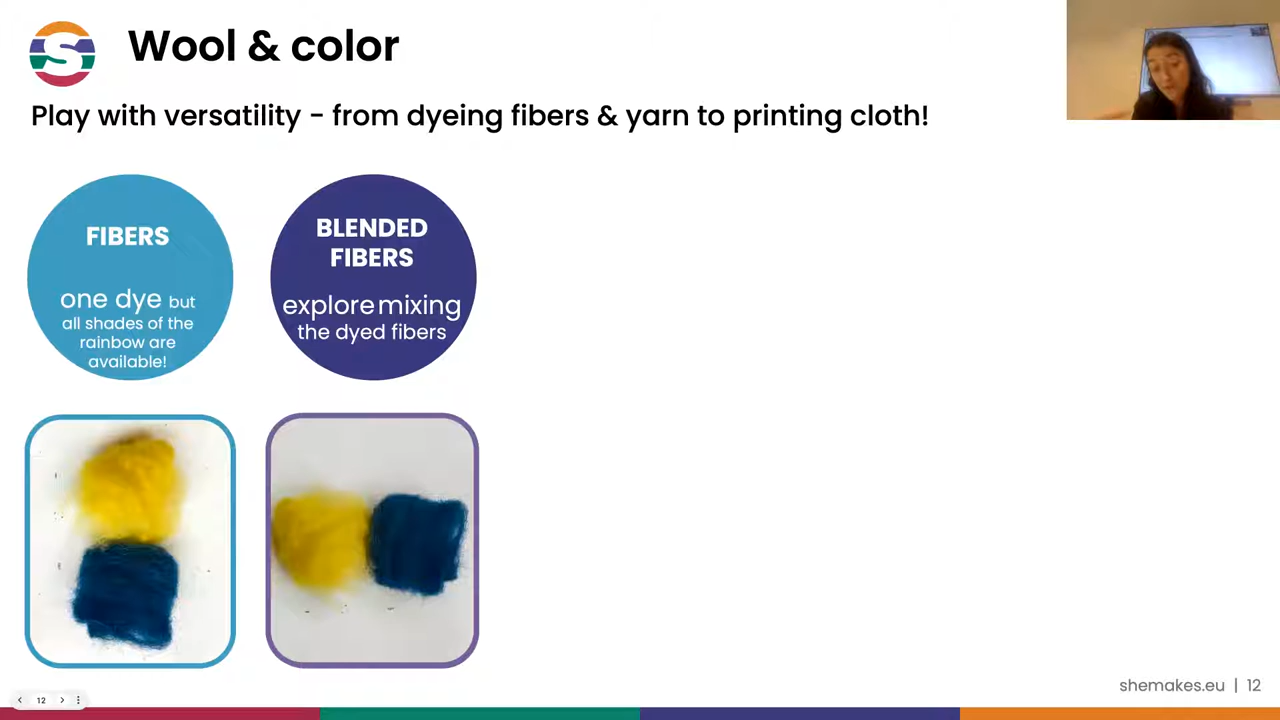 Wool & color
Play with versatility - from dyeing fibers & yarn to printing cloth!
FIBERS
one dye but
all shades of the
rainbow are
available!
BLENDED
FIBERS
explore mixing
the dyed fibers
shemakes.eu | 12
12